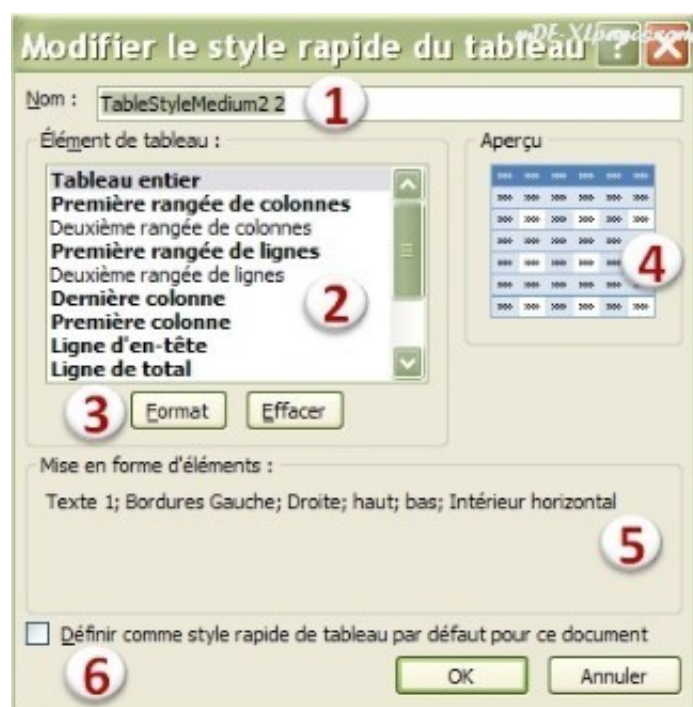 Modifier le style rapide du tableau
Nom : TableStyleMedium2 2
1
Élément de tableau :
Aperçu
Tableau entier
Première rangée de colonnes
Deuxième rangée de colonnes
Première rangée de lignes
Deuxième rangée de lignes
Dernière colonne
Première colonne
Ligne d'en-tête
Ligne de total
2
4
3
Format
Effacer
Mise en forme d'éléments :
Texte 1; Bordures Gauche; Droite; haut; bas; Intérieur horizontal
5
Définir comme style rapide de tableau par défaut pour ce document
6
OK
Annuler